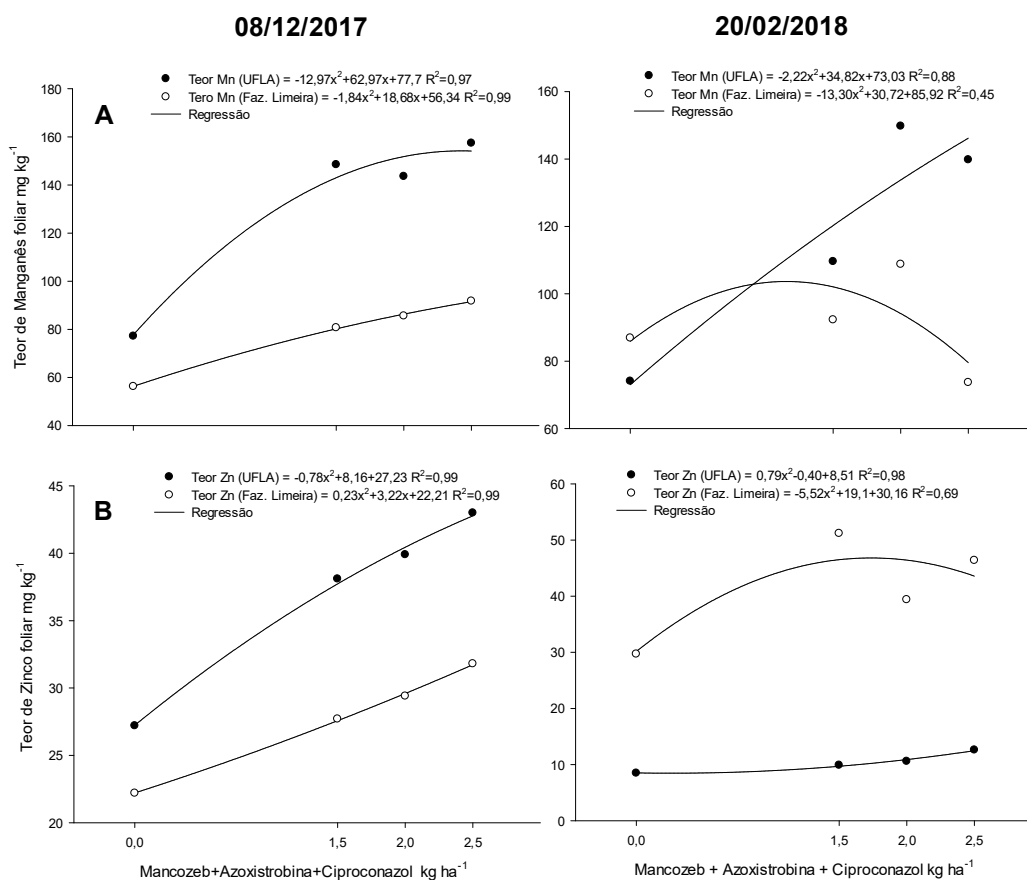 08/12/2017
20/02/2018
Teor Mn (UFLA) = -12,97x²+62,97x+77,7 R²=0,97
Tero Mn (Faz. Limeira) = -1,84x²+18,68x+56,34 R²=0,99
Regressão
A
Teor de Manganês foliar mg kg⁻¹
180
160
140
120
100
80
60
40
Teor Mn (UFLA) = -2,22x²+34,82x+73,03 R²=0,88
Teor Mn (Faz. Limeira) = -13,30x²+30,72+85,92 R²=0,45
Regressão
160
140
120
100
80
60
Teor Zn (UFLA) = -0,78x²+8,16+27,23 R²=0,99
Teor Zn (Faz. Limeira) = 0,23x²+3,22x+22,21 R²=0,99
Regressão
B
Teor de Zinco foliar mg kg⁻¹
45
40
35
30
25
20
0,0 1,5 2,0 2,5
Mancozeb+Azoxistrobina+Ciproconazol kg ha⁻¹
Teor Zn (UFLA) = 0,79x²-0,40+8,51 R²=0,98
Teor Zn (Faz. Limeira) = -5,52x²+19,1+30,16 R²=0,69
Regressão
60
50
40
30
20
10
0
0,0 1,5 2,0 2,5
Mancozeb + Azoxistrobina + Ciproconazol kg ha⁻¹